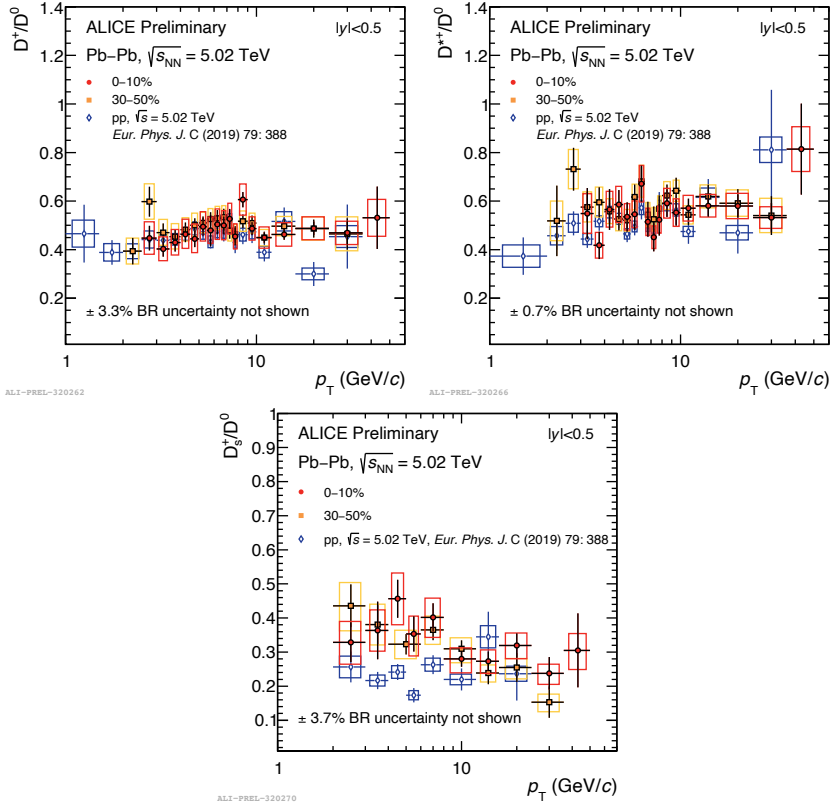 D⁺/D⁰
1.4
1.2
1
0.8
0.6
0.4
0.2
ALICE Preliminary
|y|<0.5
Pb−Pb, √sNN = 5.02 TeV
0−10%
30−50%
pp, √s = 5.02 TeV
Eur. Phys. J. C (2019) 79: 388
± 3.3% BR uncertainty not shown
1
10
pT (GeV/c)
ALI-PREL-320262
D*⁺/D⁰
1.4
1.2
1
0.8
0.6
0.4
0.2
ALICE Preliminary
|y|<0.5
Pb−Pb, √sNN = 5.02 TeV
0−10%
30−50%
pp, √s = 5.02 TeV
Eur. Phys. J. C (2019) 79: 388
± 0.7% BR uncertainty not shown
1
10
pT (GeV/c)
ALI-PREL-320266
Ds⁺/D⁰
1
0.9
0.8
0.7
0.6
0.5
0.4
0.3
0.2
0.1
ALICE Preliminary
|y|<0.5
Pb−Pb, √sNN = 5.02 TeV
0−10%
30−50%
pp, √s = 5.02 TeV, Eur. Phys. J. C (2019) 79: 388
± 3.7% BR uncertainty not shown
1
10
pT (GeV/c)
ALI-PREL-320270